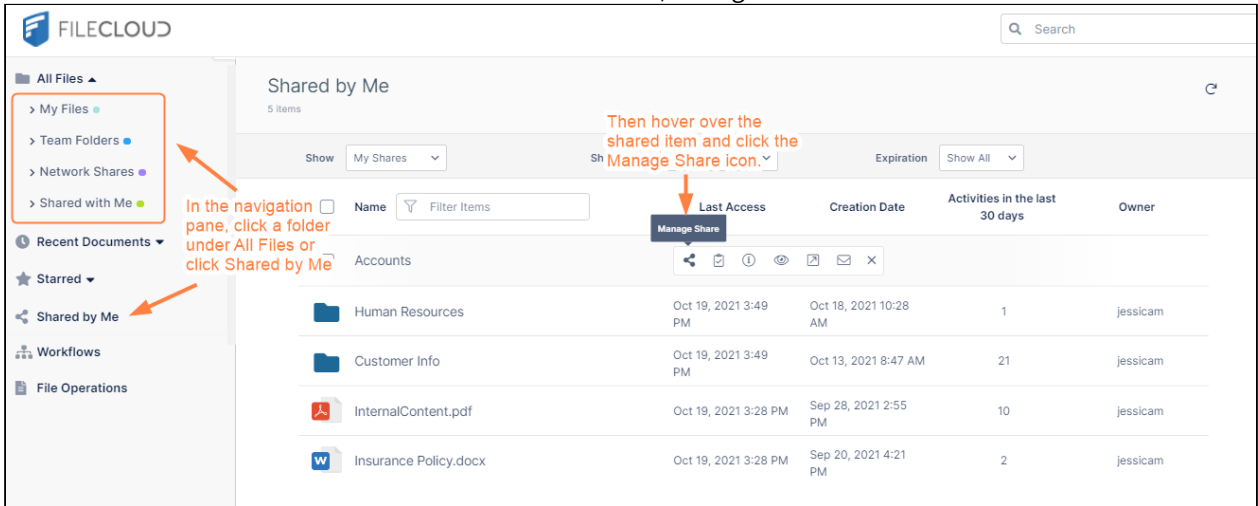 FILECLOUD
Search
All Files
My Files
Team Folders
Network Shares
Shared with Me
Recent Documents
Starred
Shared by Me
Workflows
File Operations
Shared by Me
5 items
Then hover over the
shared item and click the
Manage Share icon.
In the navigation
pane, click a folder
under All Files or
click Shared by Me
Show My Shares Expiration Show All
Name Filter Items Last Access Creation Date Activities in the last 30 days Owner
Manage Share
Accounts
Human Resources Oct 19, 2021 3:49 PM Oct 18, 2021 10:28 AM 1 jessicam
Customer Info Oct 19, 2021 3:49 PM Oct 13, 2021 8:47 AM 21 jessicam
InternalContent.pdf Oct 19, 2021 3:28 PM Sep 28, 2021 2:55 PM 10 jessicam
Insurance Policy.docx Oct 19, 2021 3:28 PM Sep 20, 2021 4:21 PM 2 jessicam